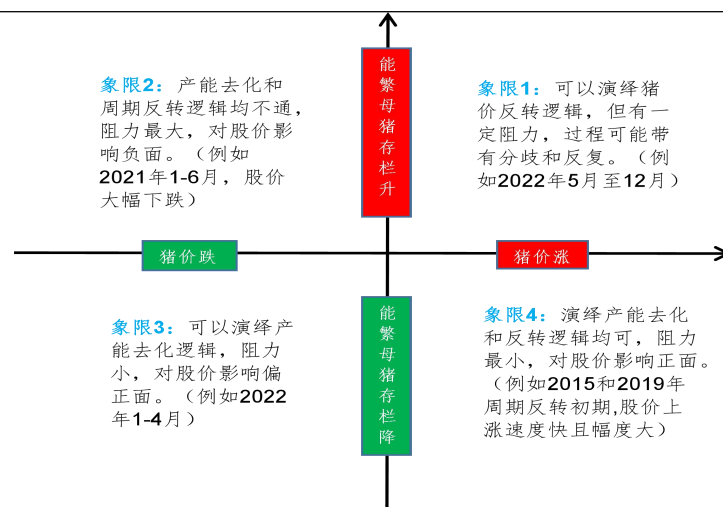 象限2：产能去化和
周期反转逻辑均不通，
阻力最大，对股价影
响负面。（例如
2021年1-6月，股价
大幅下跌）
能繁母猪存栏升
象限1：可以演绎猪
价反转逻辑，但有一
定阻力，过程可能带
有分歧和反复。（例
如2022年5月至12月）
猪价跌
猪价涨
象限3：可以演绎产
能去化逻辑，阻力
小，对股价影响偏
正面。（例如2022
年1-4月）
能繁母猪存栏降
象限4：演绎产能去化
和反转逻辑均可，阻力
最小，对股价影响正面。
（例如2015和2019年
周期反转初期,股价上
涨速度快且幅度大）